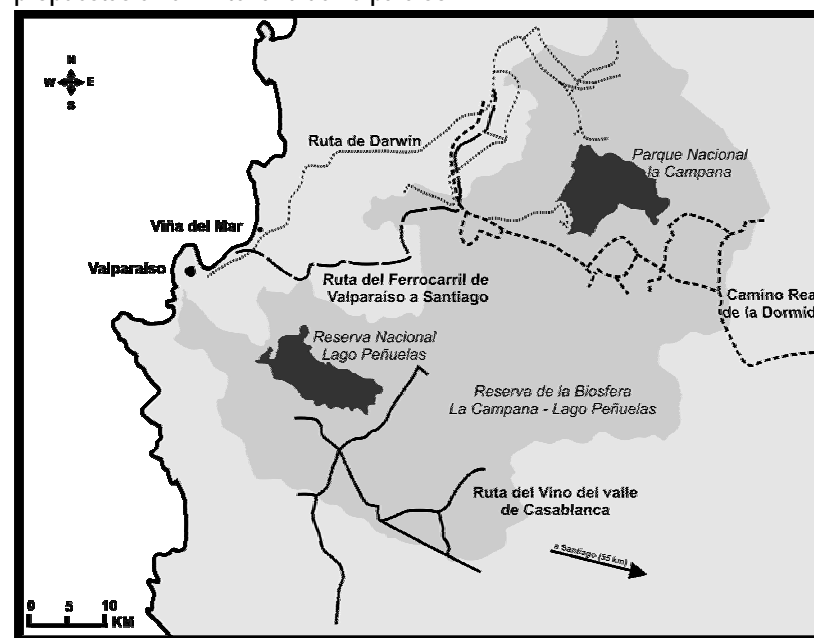 N
W E
S
Ruta de Darwin
Parque Nacional
la Campana
Viña del Mar
Valparaíso
Ruta del Ferrocarril de
Valparaíso a Santiago
Camino Rea
de la Dormid
Reserva Nacional
Lago Peñuelas
Reserva de la Biosfera
La Campana - Lago Peñuelas
Ruta del Vino del valle
de Casablanca
a Santiago (55 km)
0 5 10
KM